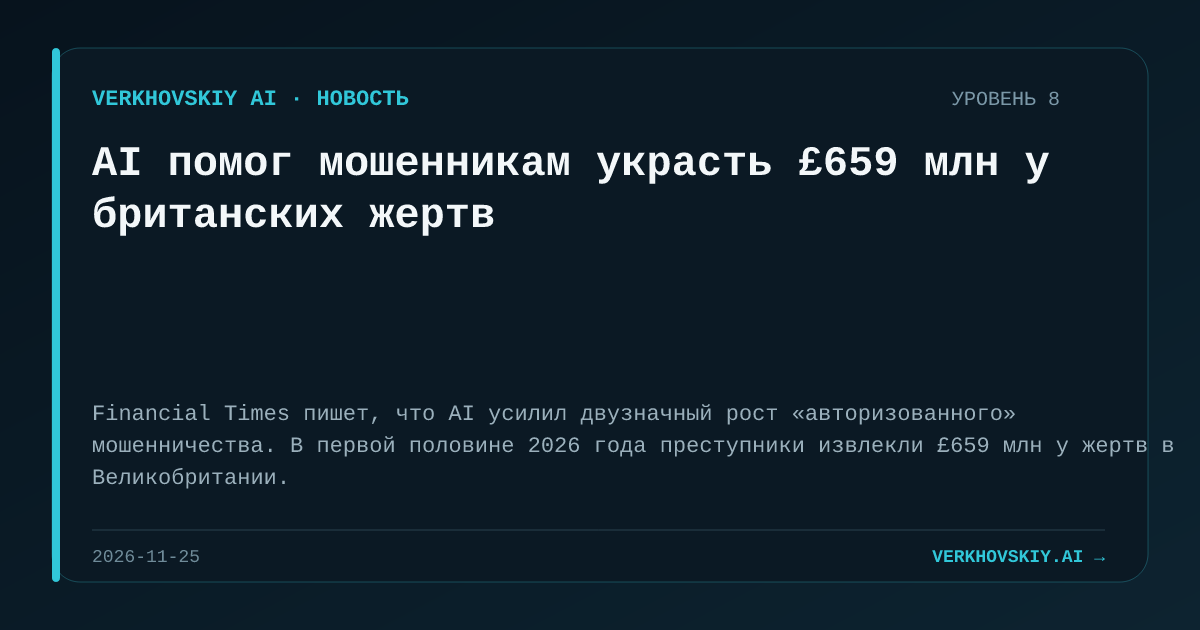 VERKHOVSKIY AI · НОВОСТЬ
УРОВЕНЬ 8
AI помог мошенникам украсть £659 млн у
британских жертв
Financial Times пишет, что AI усилил двузначный рост «авторизованного»
мошенничества. В первой половине 2026 года преступники извлекли £659 млн у жертв в
Великобритании.
2026-11-25
VERKHOVSKIY.AI →